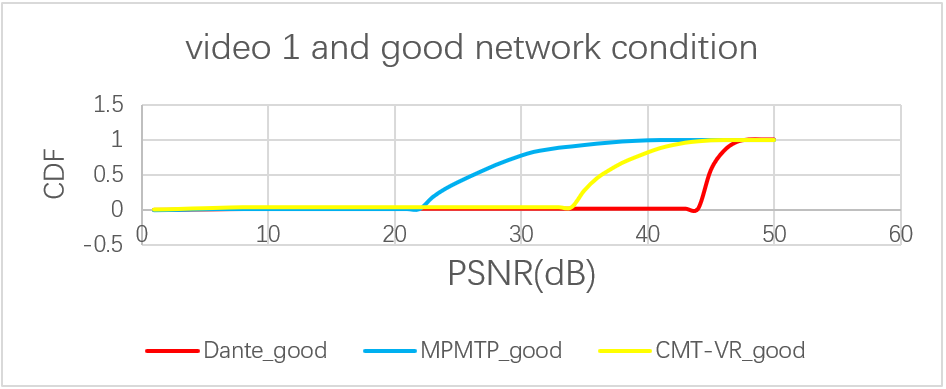 video 1 and good network condition
1.5
1
0.5
0
-0.5
CDF
0 10 20 30 40 50 60
PSNR(dB)
Dante_good MPMTP_good CMT-VR_good